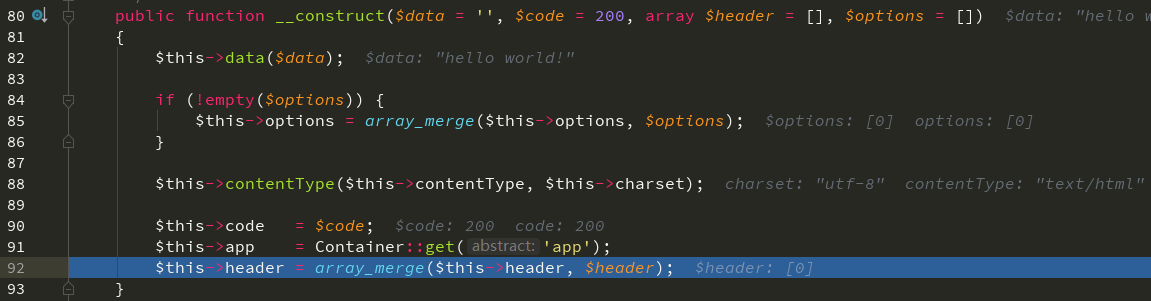 80 public function __construct($data = '', $code = 200, array $header = [], $options = []) $data: "hello w
81 {
82 $this->data($data); $data: "hello world!"
83
84 if (!empty($options)) {
85 $this->options = array_merge($this->options, $options); $options: [0] options: [0]
86 }
87
88 $this->contentType($this->contentType, $this->charset); charset: "utf-8" contentType: "text/html"
89
90 $this->code = $code; $code: 200 code: 200
91 $this->app = Container::get( abstract: 'app');
92 $this->header = array_merge($this->header, $header); $header: [0]
93 }